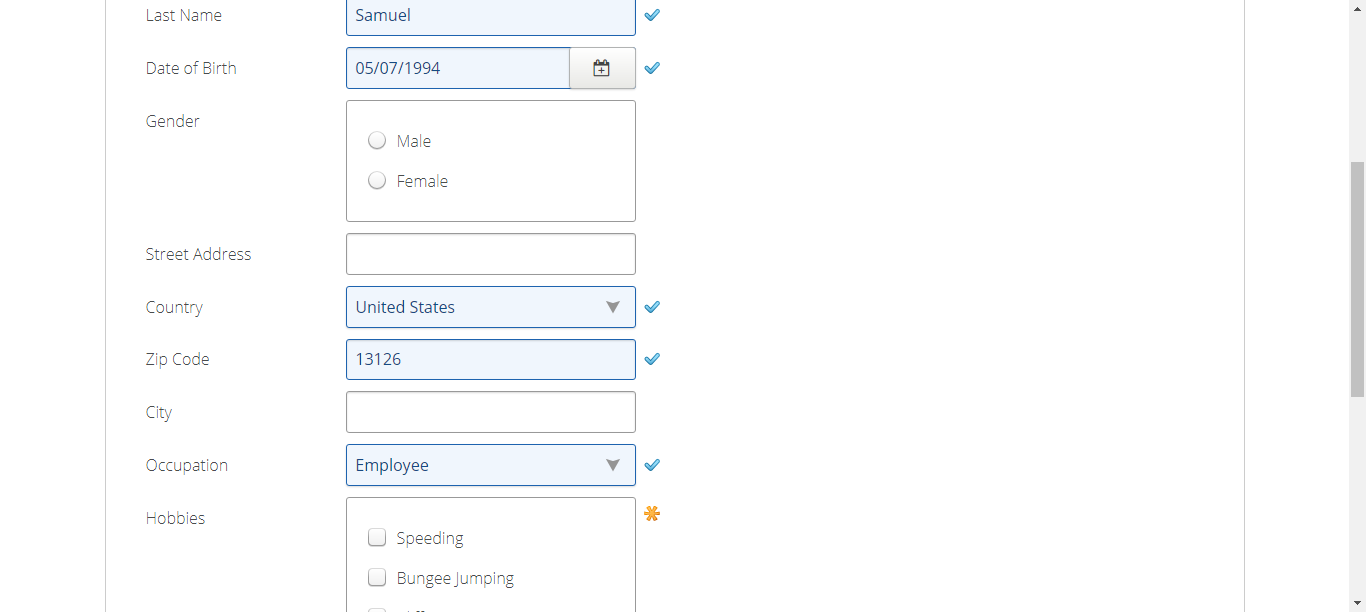 Last Name Samuel
Date of Birth 05/07/1994
Gender
Male
Female
Street Address
Country United States
Zip Code 13126
City
Occupation Employee
Hobbies
Speeding
Bungee Jumping